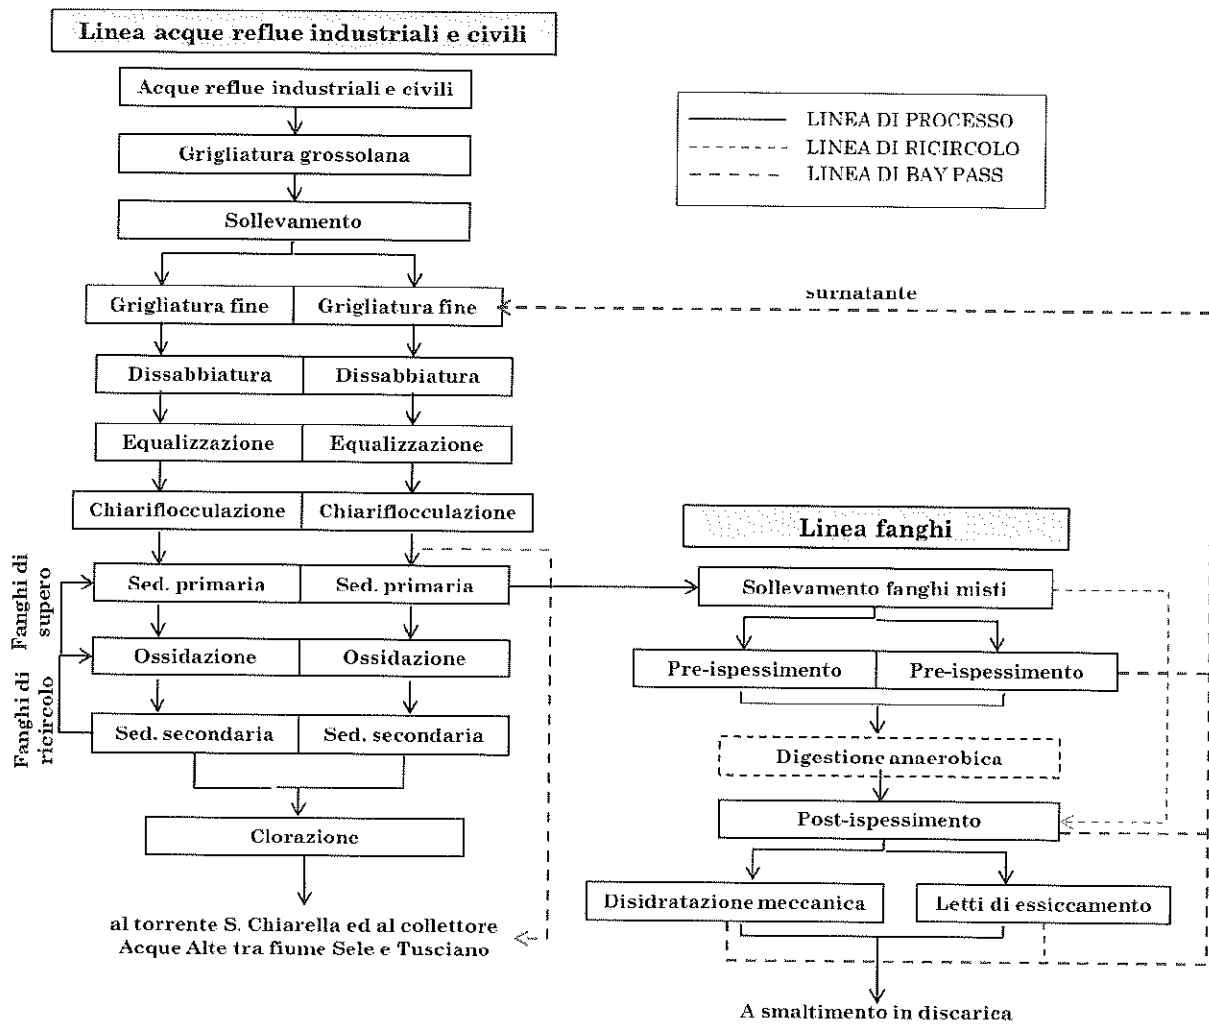 Linea acque reflue industriali e civili
Acque reflue industriali e civili
Grigliatura grossolana
Sollevamento
LINEA DI PROCESSO
LINEA DI RICIRCOLO
LINEA DI BAY PASS
surnatante
Grigliatura fine
Grigliatura fine
Dissabbiatura
Dissabbiatura
Equalizzazione
Equalizzazione
Chiariflocculazione
Chiariflocculazione
Fanghi di
supero
Sed. primaria
Sed. primaria
Ossidazione
Ossidazione
Fanghi di
ricircolo
Sed. secondaria
Sed. secondaria
Clorazione
al torrente S. Chiarella ed al collettore
Acque Alte tra fiume Sele e Tusciano
Linea fanghi
Sollevamento fanghi misti
Pre-ispessimento
Pre-ispessimento
Digestione anaerobica
Post-ispessimento
Disidratazione meccanica
Letti di essiccamento
A smaltimento in discarica